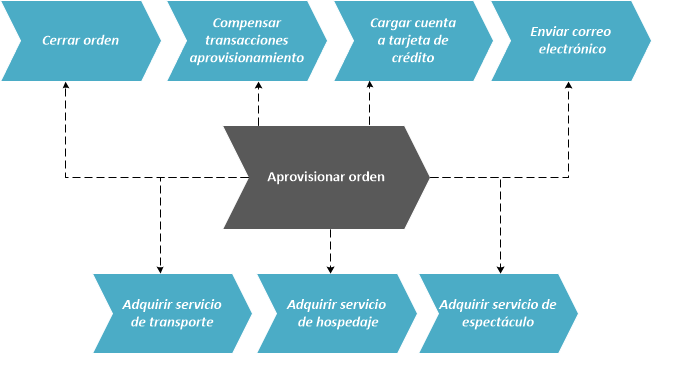 Cerrar orden
Compensar
transacciones
aprovisionamiento
Cargar cuenta
a tarjeta de
crédito
Enviar correo
electrónico
Aprovisionar orden
Adquirir servicio
de transporte
Adquirir servicio
de hospedaje
Adquirir servicio de
espectáculo